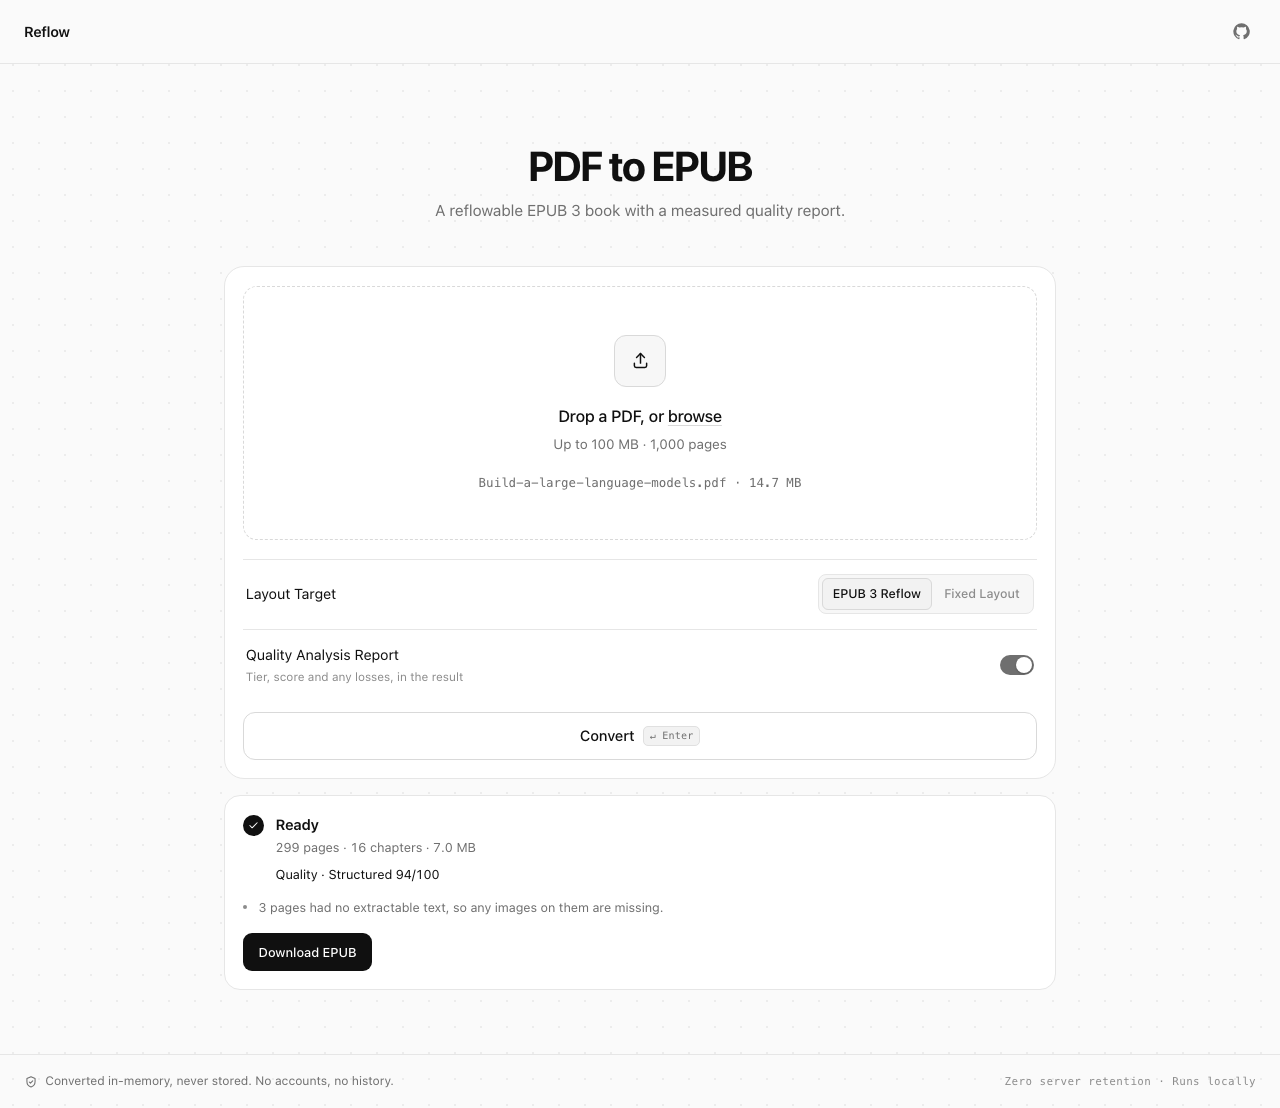 Reflow
PDF to EPUB
A reflowable EPUB 3 book with a measured quality report.
Drop a PDF, or browse
Up to 100 MB · 1,000 pages
Build-a-large-language-models.pdf · 14.7 MB
Layout Target
EPUB 3 Reflow Fixed Layout
Quality Analysis Report
Tier, score and any losses, in the result
Convert ↵ Enter
Ready
299 pages · 16 chapters · 7.0 MB
Quality · Structured 94/100
• 3 pages had no extractable text, so any images on them are missing.
Download EPUB
Converted in-memory, never stored. No accounts, no history.
Zero server retention · Runs locally